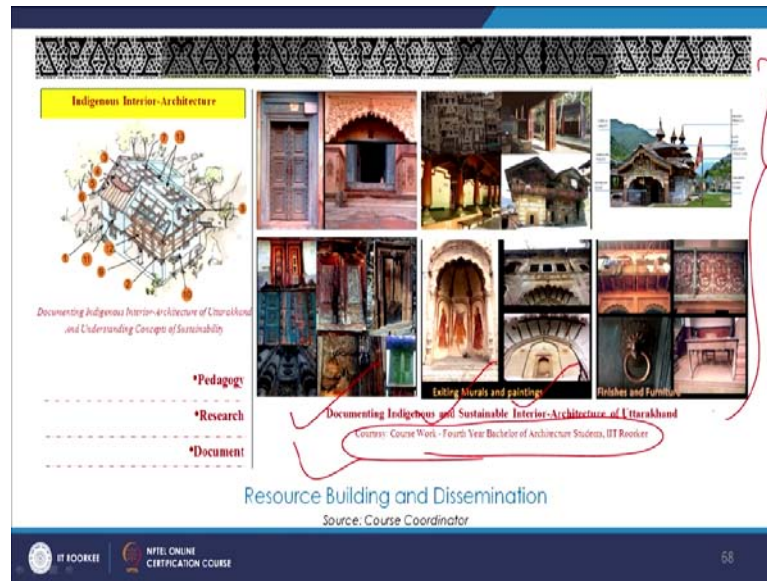 SPACE MAKING SPACE MAKING SPACE
Indigenous Interior-Architecture
Documenting Indigenous Interior-Architecture of Uttarakhand
and Understanding Concepts of Sustainability
•Pedagogy
•Research
•Document
Exiting Murals and paintings
Finishes and Furniture
Documenting Indigenous and Sustainable Interior-Architecture of Uttarakhand
Courtesy: Course Work - Fourth Year Bachelor of Architecture Students, IIT Roorker
Resource Building and Dissemination
Source: Course Coordinator
IIT ROORKEE
NPTEL ONLINE
CERTIFICATION COURSE
68